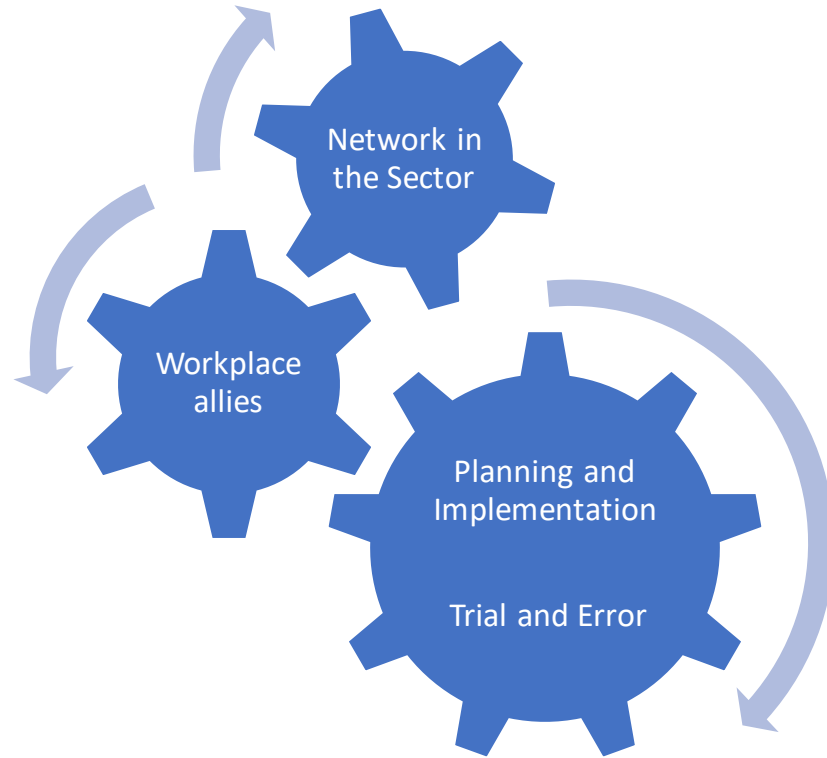 Network in
the Sector
Workplace
allies
Planning and
Implementation
Trial and Error